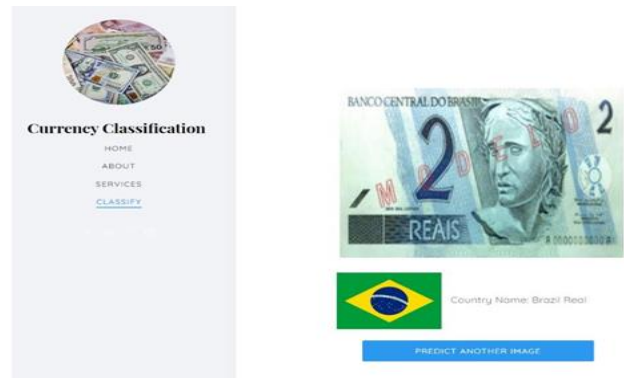 Currency Classification
HOME
ABOUT
SERVICES
CLASSIFY
BANCO CENTRAL DO BRASIL
2
2
MODELO
REAIS
A 0000000000 A
Country Name: Brazil Real
PREDICT ANOTHER IMAGE